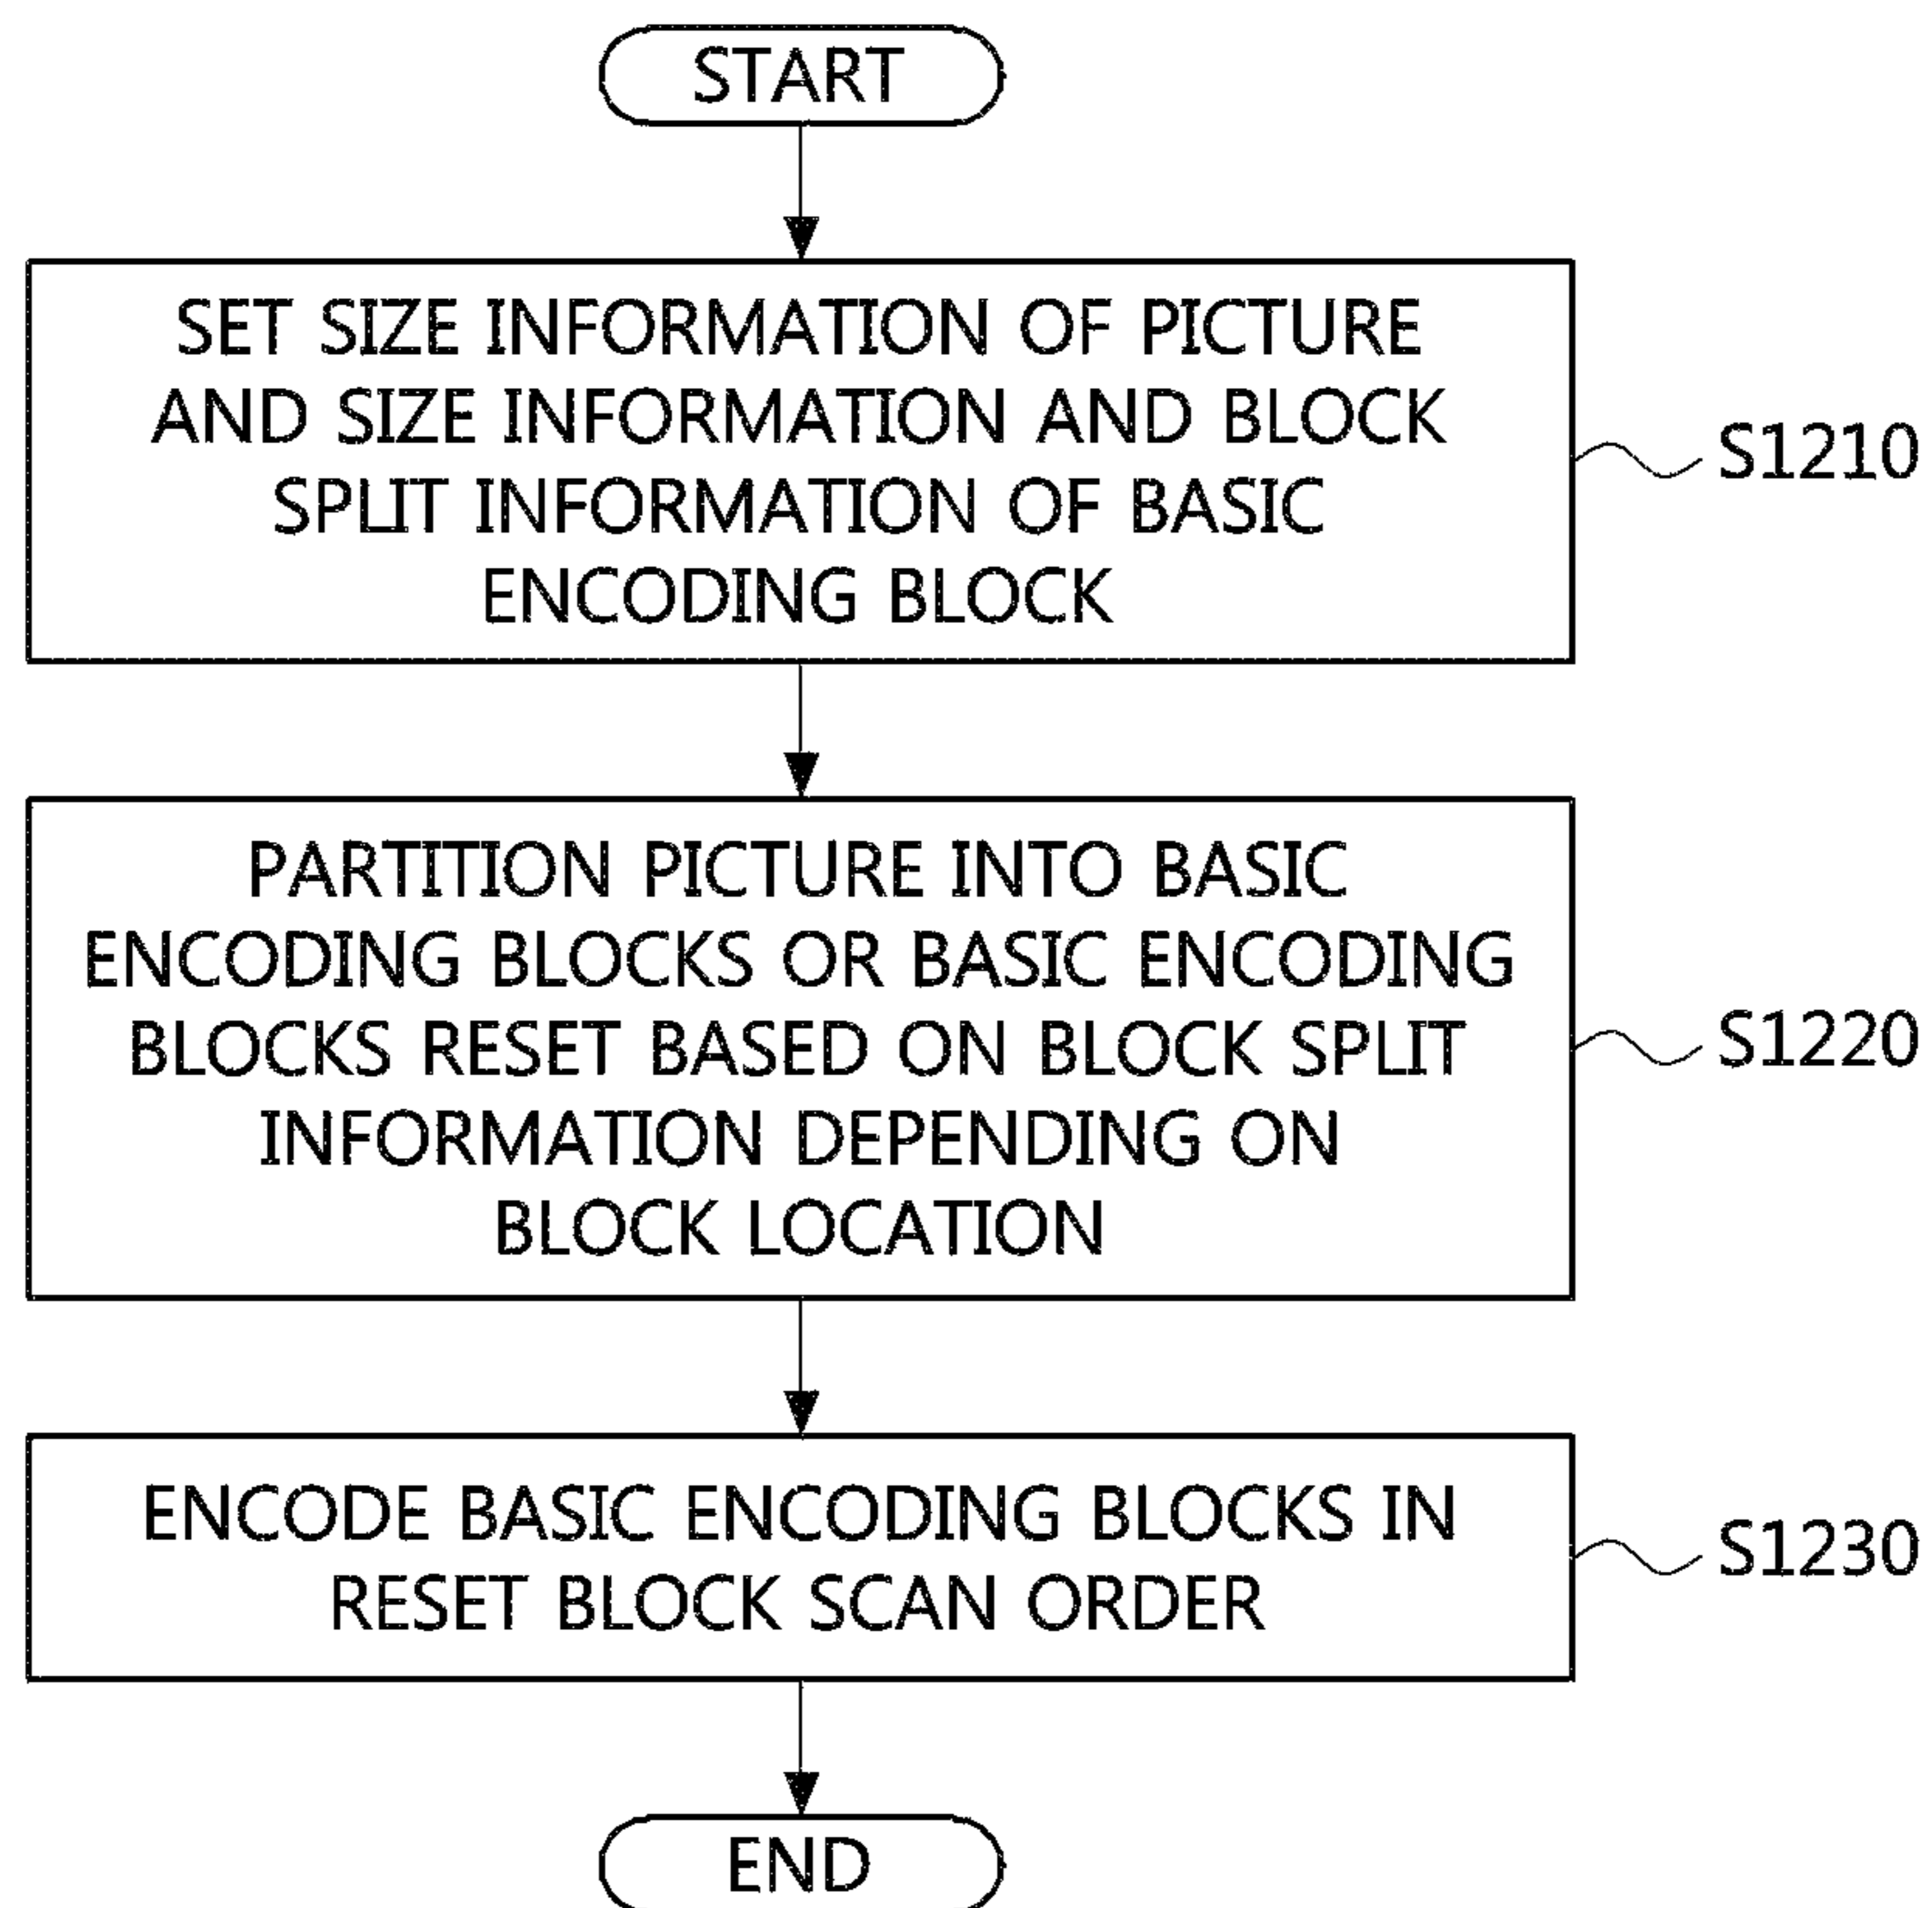 START
SET SIZE INFORMATION OF PICTURE
AND SIZE INFORMATION AND BLOCK
SPLIT INFORMATION OF BASIC
ENCODING BLOCK
S1210
PARTITION PICTURE INTO BASIC
ENCODING BLOCKS OR BASIC ENCODING
BLOCKS RESET BASED ON BLOCK SPLIT
INFORMATION DEPENDING ON
BLOCK LOCATION
S1220
ENCODE BASIC ENCODING BLOCKS IN
RESET BLOCK SCAN ORDER
S1230
END